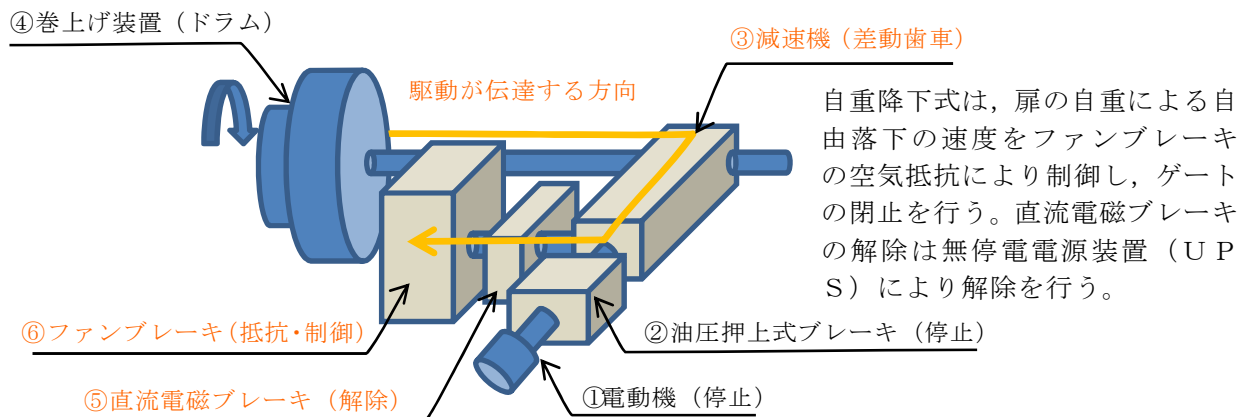 ④巻上げ装置（ドラム）
③減速機（差動歯車）
駆動が伝達する方向
自重降下式は，扉の自重による自
由落下の速度をファンブレーキ
の空気抵抗により制御し，ゲート
の閉止を行う。直流電磁ブレーキ
の解除は無停電電源装置（ＵＰ
Ｓ）により解除を行う。
⑥ファンブレーキ（抵抗・制御）
②油圧押上式ブレーキ（停止）
⑤直流電磁ブレーキ（解除）
①電動機（停止）